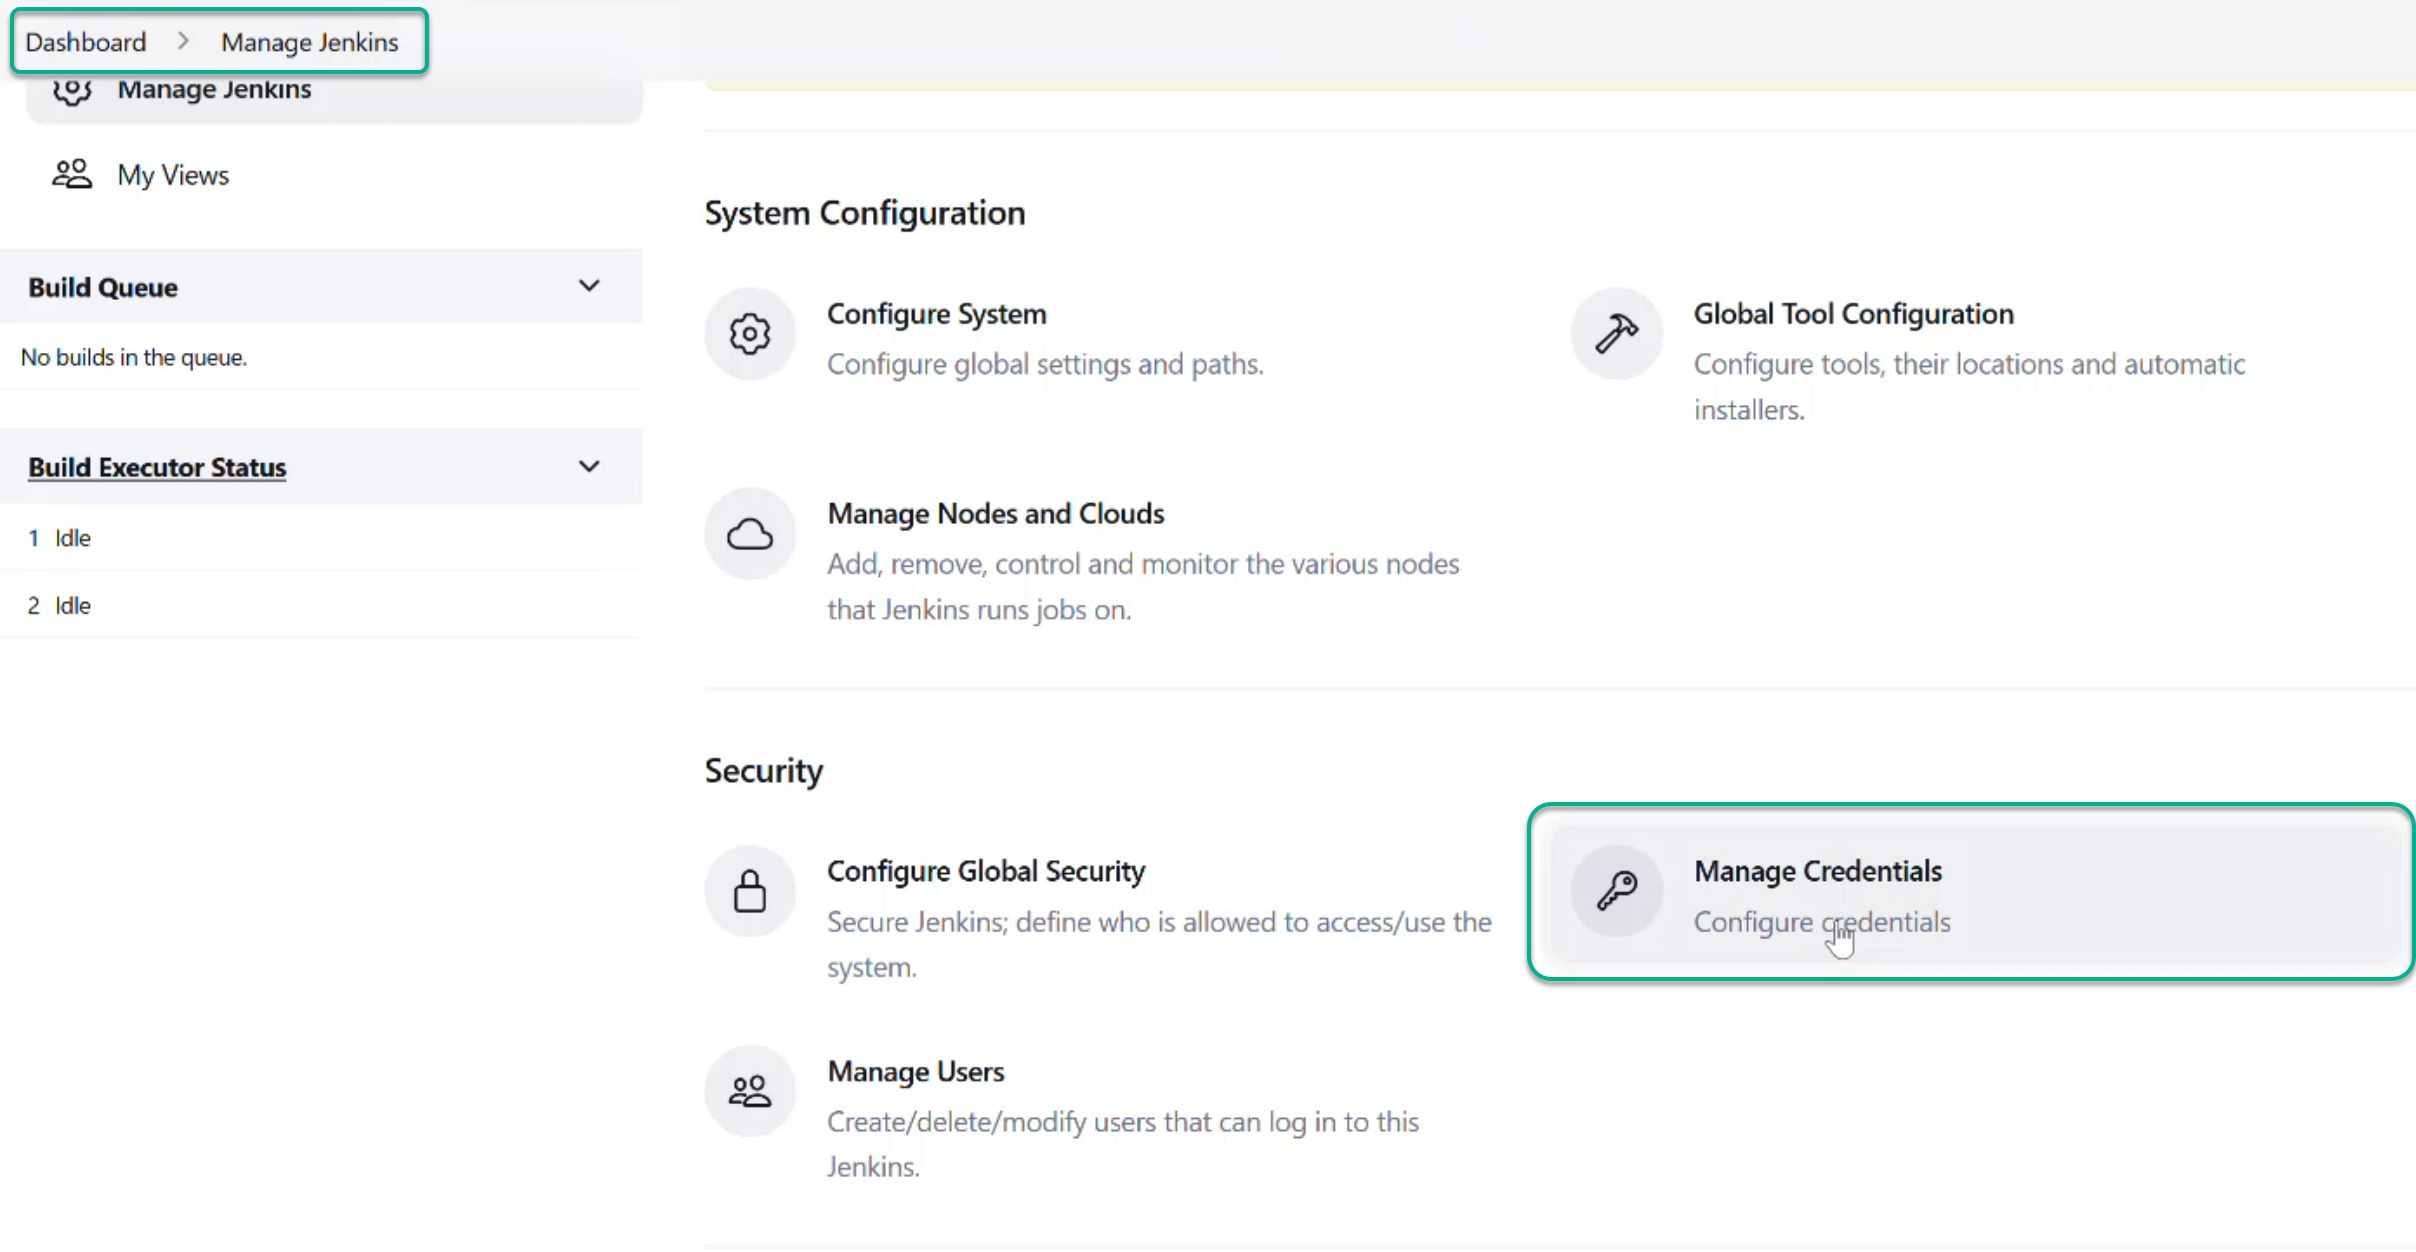 Dashboard > Manage Jenkins
Manage Jenkins
My Views
Build Queue
No builds in the queue.
Build Executor Status
1 Idle
2 Idle
System Configuration
Configure System
Configure global settings and paths.
Global Tool Configuration
Configure tools, their locations and automatic
installers.
Manage Nodes and Clouds
Add, remove, control and monitor the various nodes
that Jenkins runs jobs on.
Security
Configure Global Security
Secure Jenkins; define who is allowed to access/use the
system.
Manage Credentials
Configure credentials
Manage Users
Create/delete/modify users that can log in to this
Jenkins.